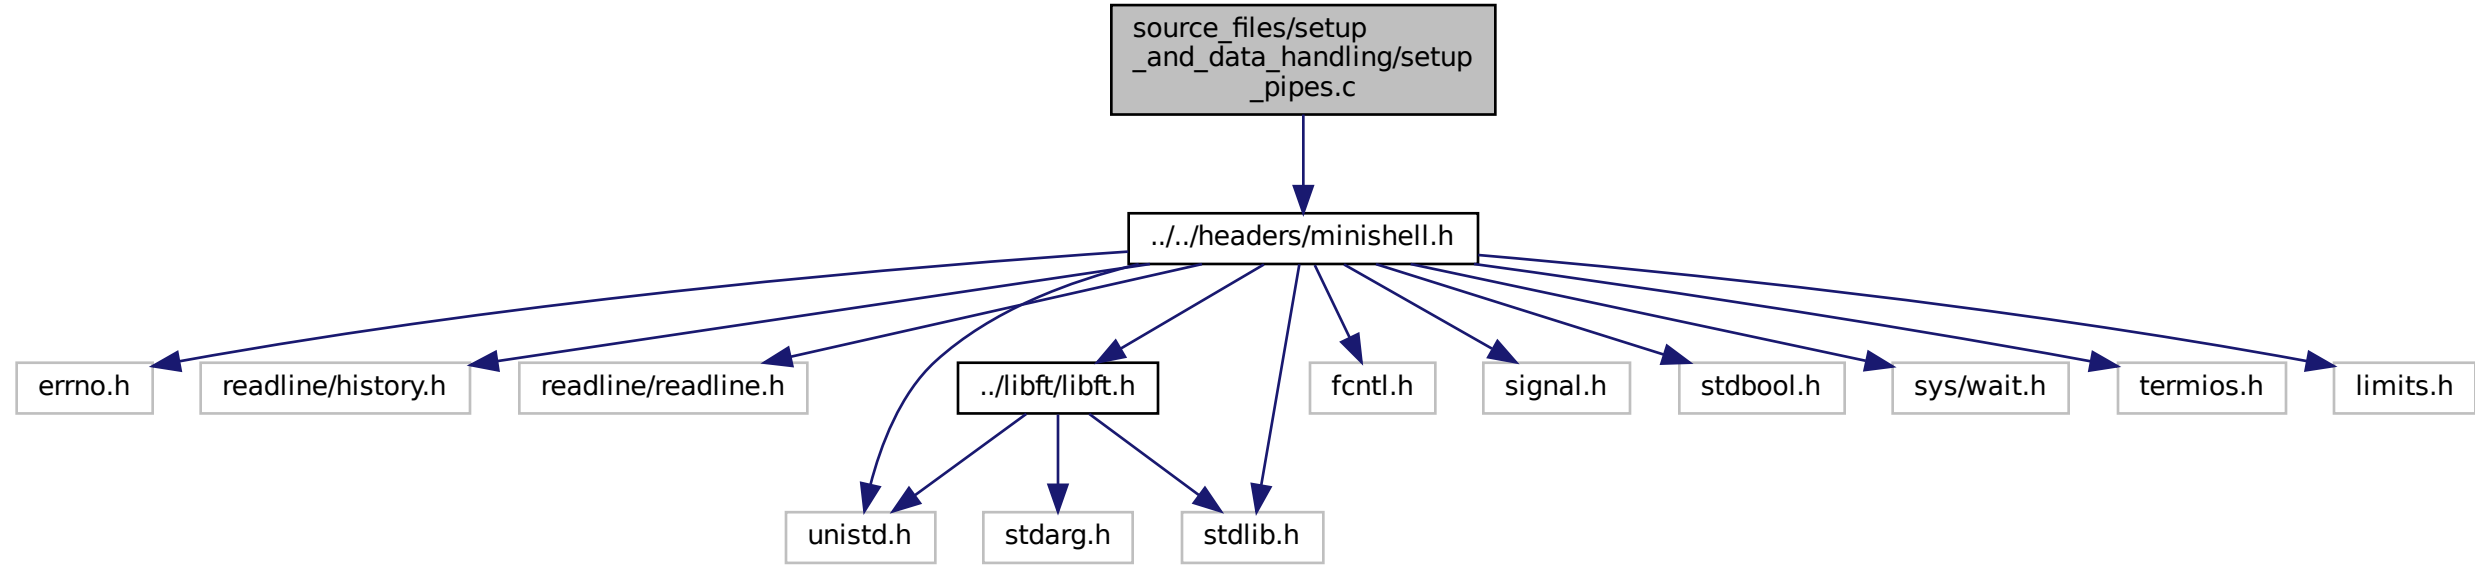 source_files/setup
_and_data_handling/setup
_pipes.c
../../headers/minishell.h
errno.h
readline/history.h
readline/readline.h
../libft/libft.h
fcntl.h
signal.h
stdbool.h
sys/wait.h
termios.h
limits.h
unistd.h
stdarg.h
stdlib.h